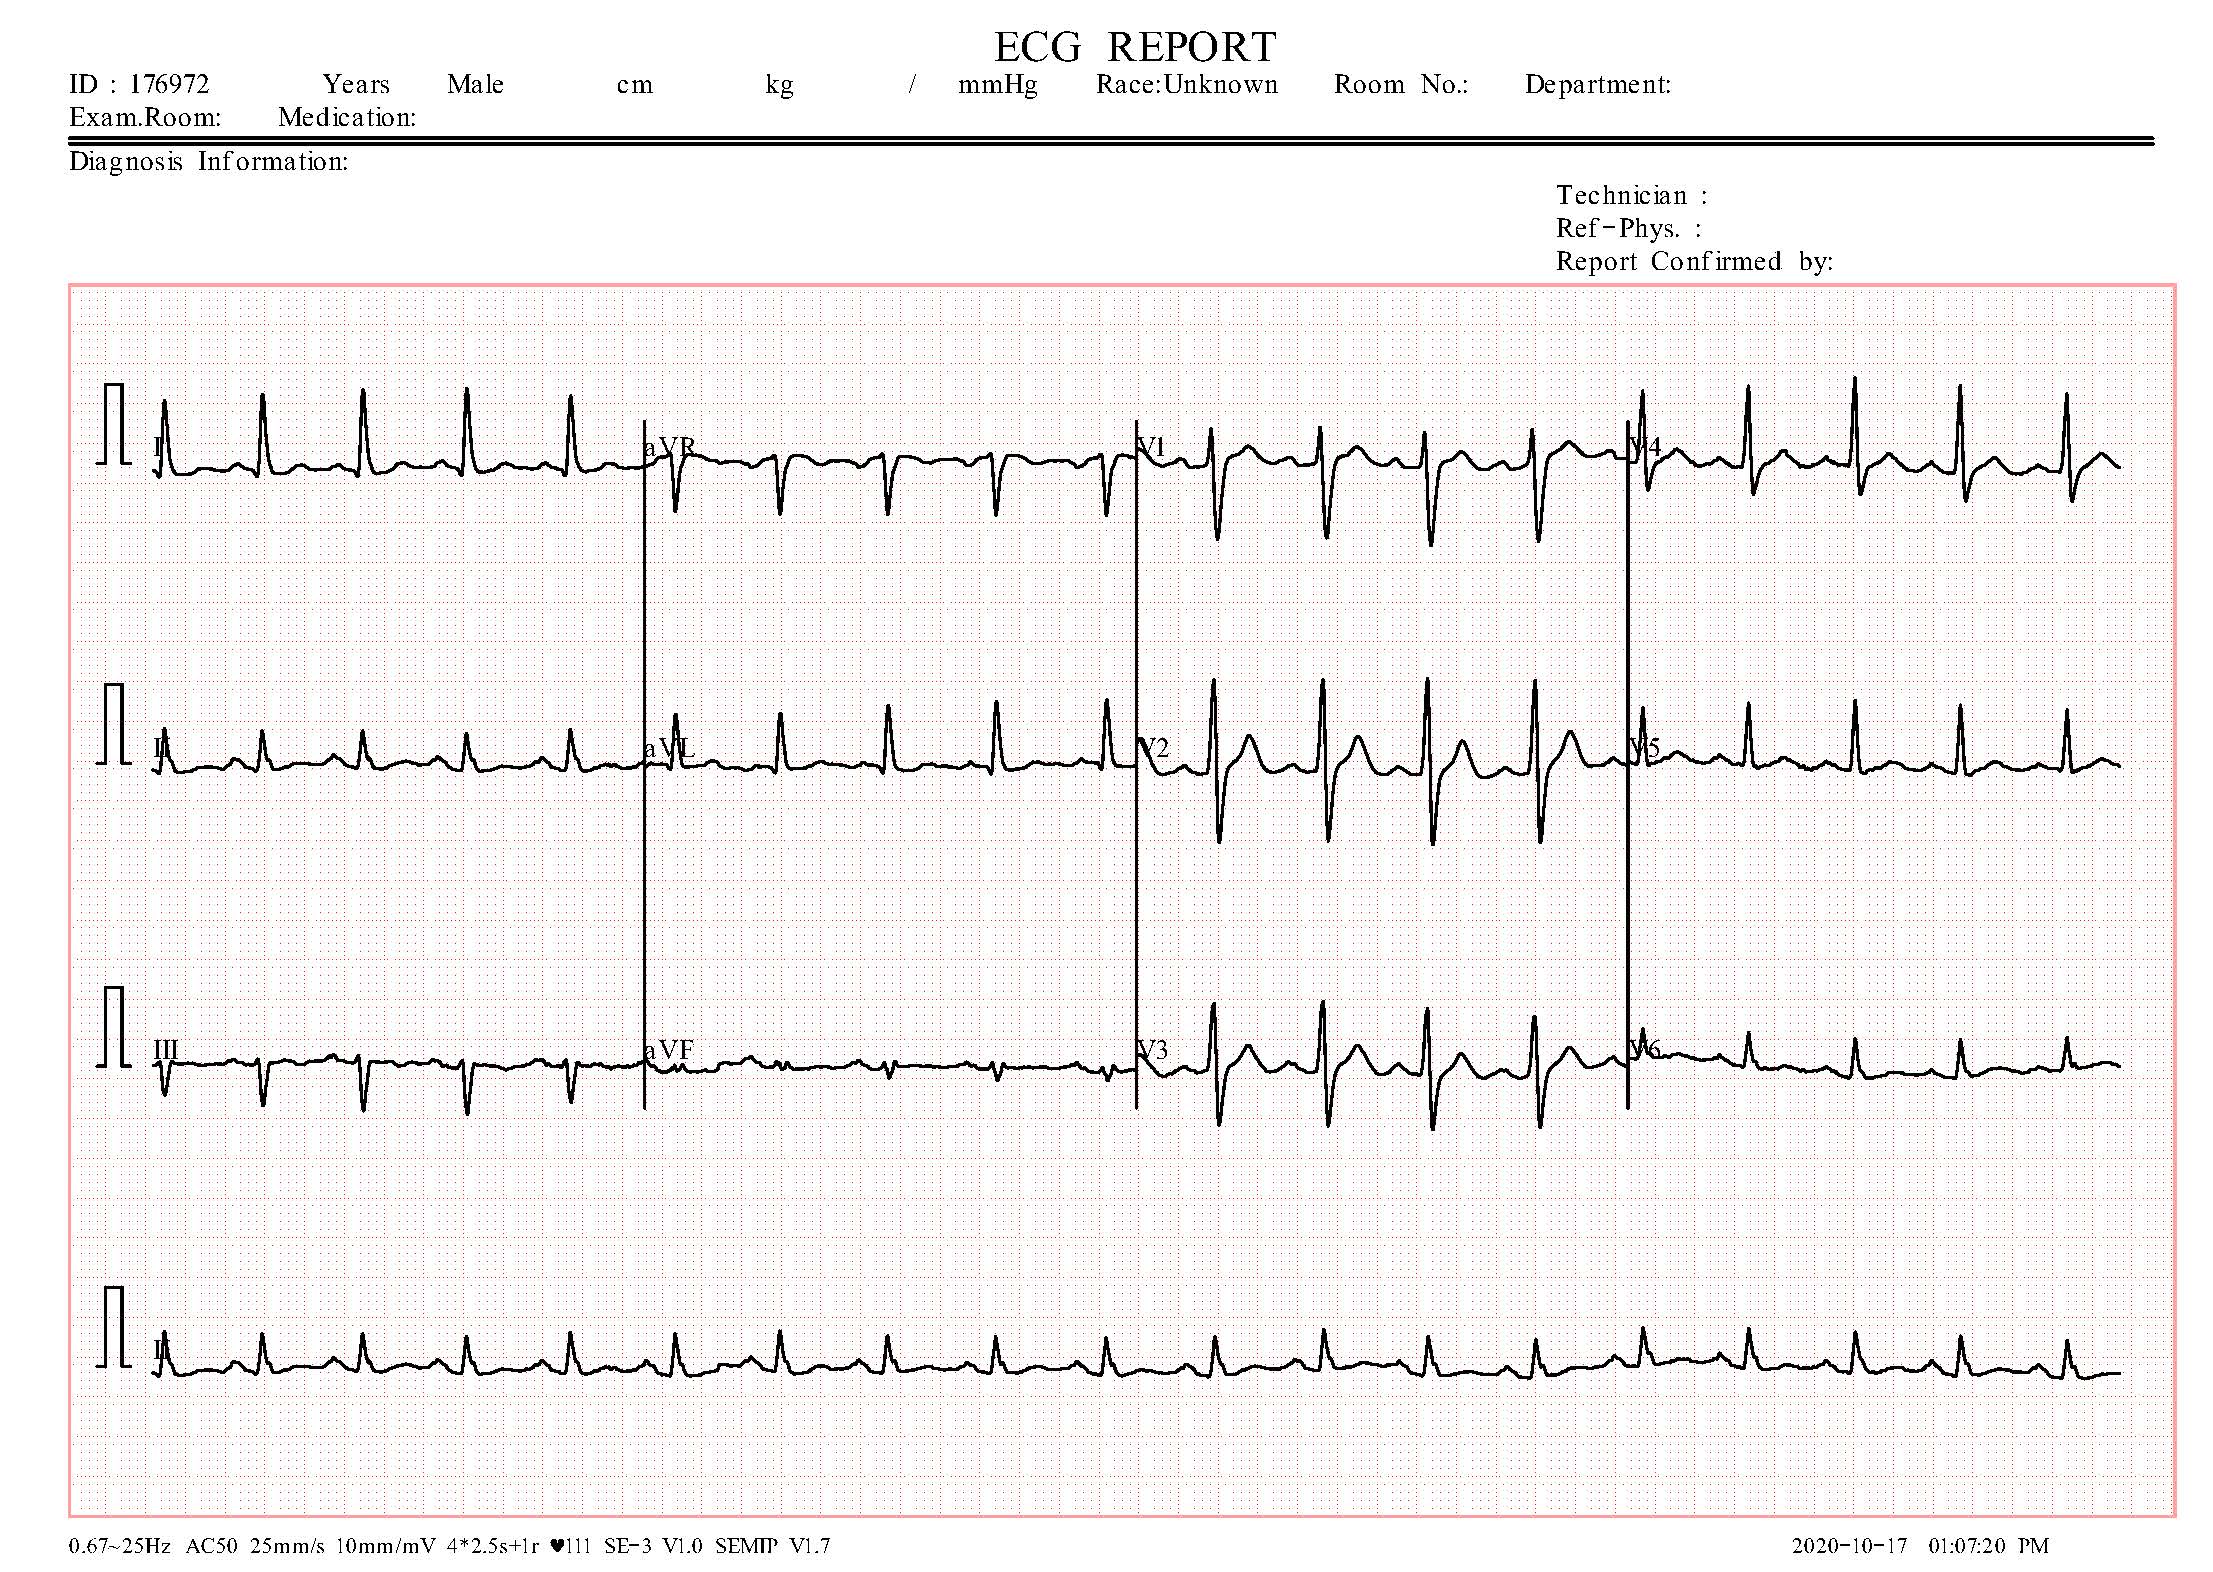 ECG REPORT
ID : 176972 Years Male cm kg / mmHg Race:Unknown Room No.: Department:
Exam.Room: Medication:
Diagnosis Information:
Technician :
Ref-Phys. :
Report Confirmed by:
I aVR V1 V4
II aVL V2 V5
III aVF V3 V6
II
0.67~25Hz AC50 25mm/s 10mm/mV 4*2.5s+1r ♥111 SE-3 V1.0 SEMIP V1.7 2020-10-17 01:07:20 PM